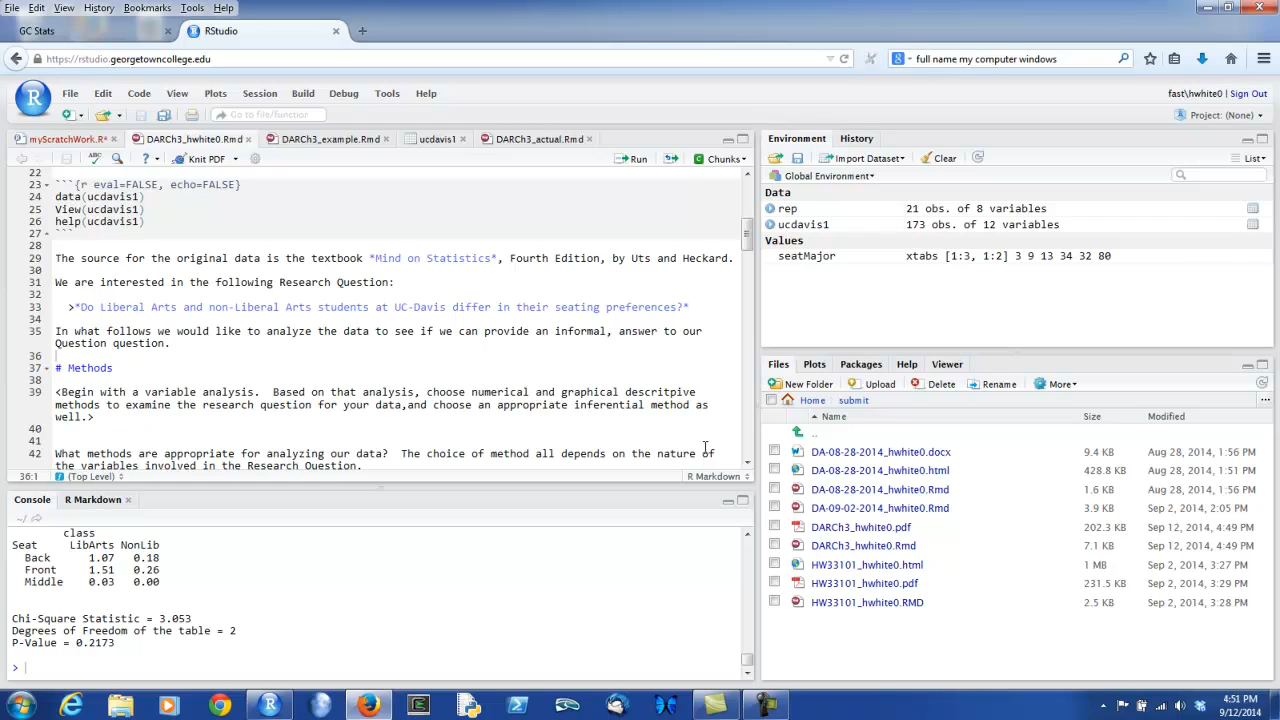 File Edit View History Bookmarks Tools Help
GC Stats × RStudio × +
https://rstudio.georgetowncollege.edu full name my computer windows
File Edit Code View Plots Session Build Debug Tools Help fast\hwhite0 Sign Out
Go to file/function Project: (None)
myScratchWork.R* × DARCh3_hwhite0.Rmd × DARCh3_example.Rmd × ucdavis1 × DARCh3_actual.Rmd ×
Knit PDF Run Chunks
22
23 ```{r eval=FALSE, echo=FALSE}
24 data(ucdavis1)
25 View(ucdavis1)
26 help(ucdavis1)
27 ```
28
29 The source for the original data is the textbook *Mind on Statistics*, Fourth Edition, by Uts and Heckard.
30
31 We are interested in the following Research Question:
32
33 >*Do Liberal Arts and non-Liberal Arts students at UC-Davis differ in their seating preferences?*
34
35 In what follows we would like to analyze the data to see if we can provide an informal, answer to our
Question question.
36
37 # Methods
38
39 <Begin with a variable analysis.  Based on that analysis, choose numerical and graphical descritpive
methods to examine the research question for your data,and choose an appropriate inferential method as
well.>
40
41
42 What methods are appropriate for analyzing our data?  The choice of method all depends on the nature of
the variables involved in the Research Question.
36:1 (Top Level) R Markdown
Console R Markdown ×
~/
class
Seat LibArts NonLib
Back 1.07 0.18
Front 1.51 0.26
Middle 0.03 0.00
Chi-Square Statistic = 3.053
Degrees of Freedom of the table = 2
P-Value = 0.2173
>
Environment History
Import Dataset Clear List
Global Environment
Data
rep 21 obs. of 8 variables
ucdavis1 173 obs. of 12 variables
Values
seatMajor xtabs [1:3, 1:2] 3 9 13 34 32 80
Files Plots Packages Help Viewer
New Folder Upload Delete Rename More
Home submit
Name Size Modified
..
DA-08-28-2014_hwhite0.docx 9.4 KB Aug 28, 2014, 1:56 PM
DA-08-28-2014_hwhite0.html 428.8 KB Aug 28, 2014, 1:51 PM
DA-08-28-2014_hwhite0.Rmd 1.6 KB Aug 28, 2014, 1:56 PM
DA-09-02-2014_hwhite0.Rmd 3.9 KB Sep 2, 2014, 2:05 PM
DARCh3_hwhite0.pdf 202.3 KB Sep 12, 2014, 4:49 PM
DARCh3_hwhite0.Rmd 7.1 KB Sep 12, 2014, 4:49 PM
HW33101_hwhite0.html 1 MB Sep 2, 2014, 3:27 PM
HW33101_hwhite0.pdf 231.5 KB Sep 2, 2014, 3:29 PM
HW33101_hwhite0.RMD 2.5 KB Sep 2, 2014, 3:28 PM
4:51 PM
9/12/2014